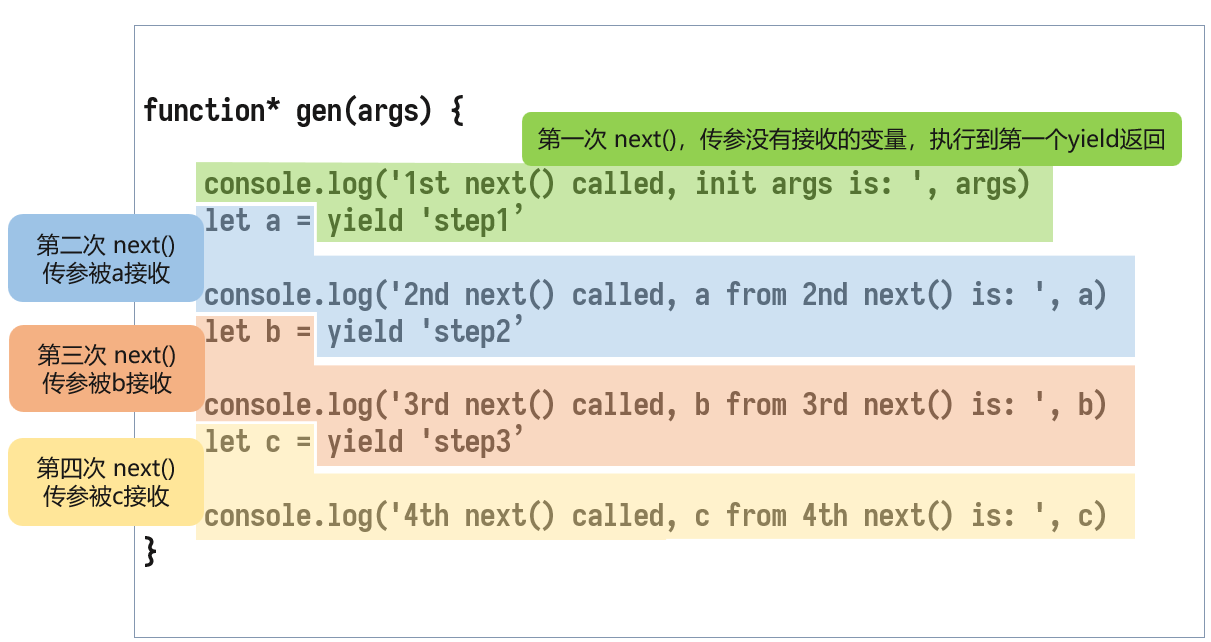 function* gen(args) {
第一次 next()，传参没有接收的变量，执行到第一个yield返回
console.log('1st next() called, init args is: ', args)
let a = yield 'step1’
第二次 next()
传参被a接收
console.log('2nd next() called, a from 2nd next() is: ', a)
let b = yield 'step2’
第三次 next()
传参被b接收
console.log('3rd next() called, b from 3rd next() is: ', b)
let c = yield 'step3’
第四次 next()
传参被c接收
console.log('4th next() called, c from 4th next() is: ', c)
}